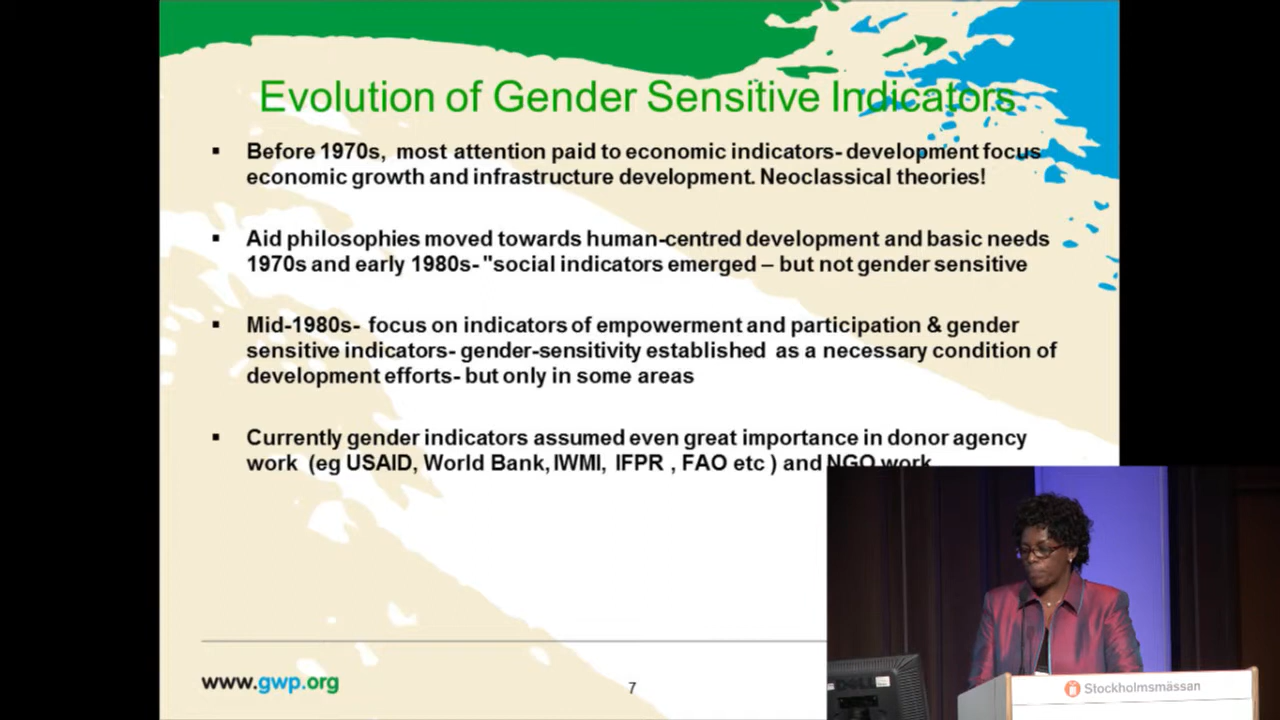 Evolution of Gender Sensitive Indicators
▪ Before 1970s, most attention paid to economic indicators- development focus
economic growth and infrastructure development. Neoclassical theories!
▪ Aid philosophies moved towards human-centred development and basic needs
1970s and early 1980s- "social indicators emerged – but not gender sensitive
▪ Mid-1980s- focus on indicators of empowerment and participation & gender
sensitive indicators- gender-sensitivity established as a necessary condition of
development efforts- but only in some areas
▪ Currently gender indicators assumed even great importance in donor agency
work (eg USAID, World Bank, IWMI, IFPR , FAO etc ) and NGO work
www.gwp.org
7
DELL
Stockholmsmässan